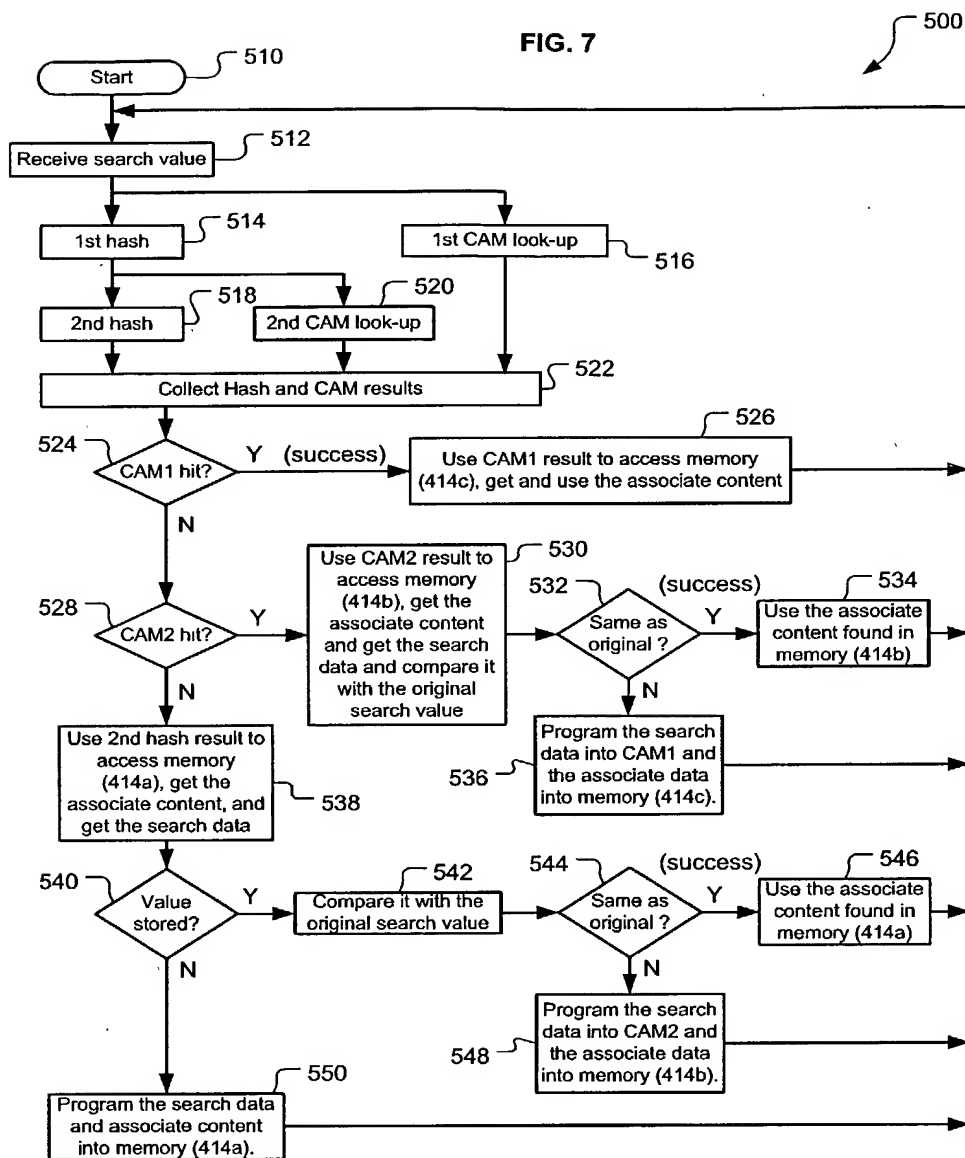 FIG. 7
500
Start
510
Receive search value
512
1st hash
514
1st CAM look-up
516
2nd hash
518
2nd CAM look-up
520
Collect Hash and CAM results
522
524
CAM1 hit?
Y (success)
N
526
Use CAM1 result to access memory
(414c), get and use the associate content
528
CAM2 hit?
Y
N
530
Use CAM2 result to
access memory
(414b), get the
associate content
and get the search
data and compare it
with the original
search value
532
Same as
original ?
(success)
Y
N
534
Use the associate
content found in
memory (414b)
536
Program the search
data into CAM1 and
the associate data
into memory (414c).
Use 2nd hash result to
access memory
(414a), get the
associate content, and
get the search data
538
540
Value
stored?
Y
N
542
Compare it with the
original search value
544
Same as
original ?
(success)
Y
N
546
Use the associate
content found in
memory (414a)
548
Program the search
data into CAM2 and
the associate data
into memory (414b).
550
Program the search data
and associate content
into memory (414a).